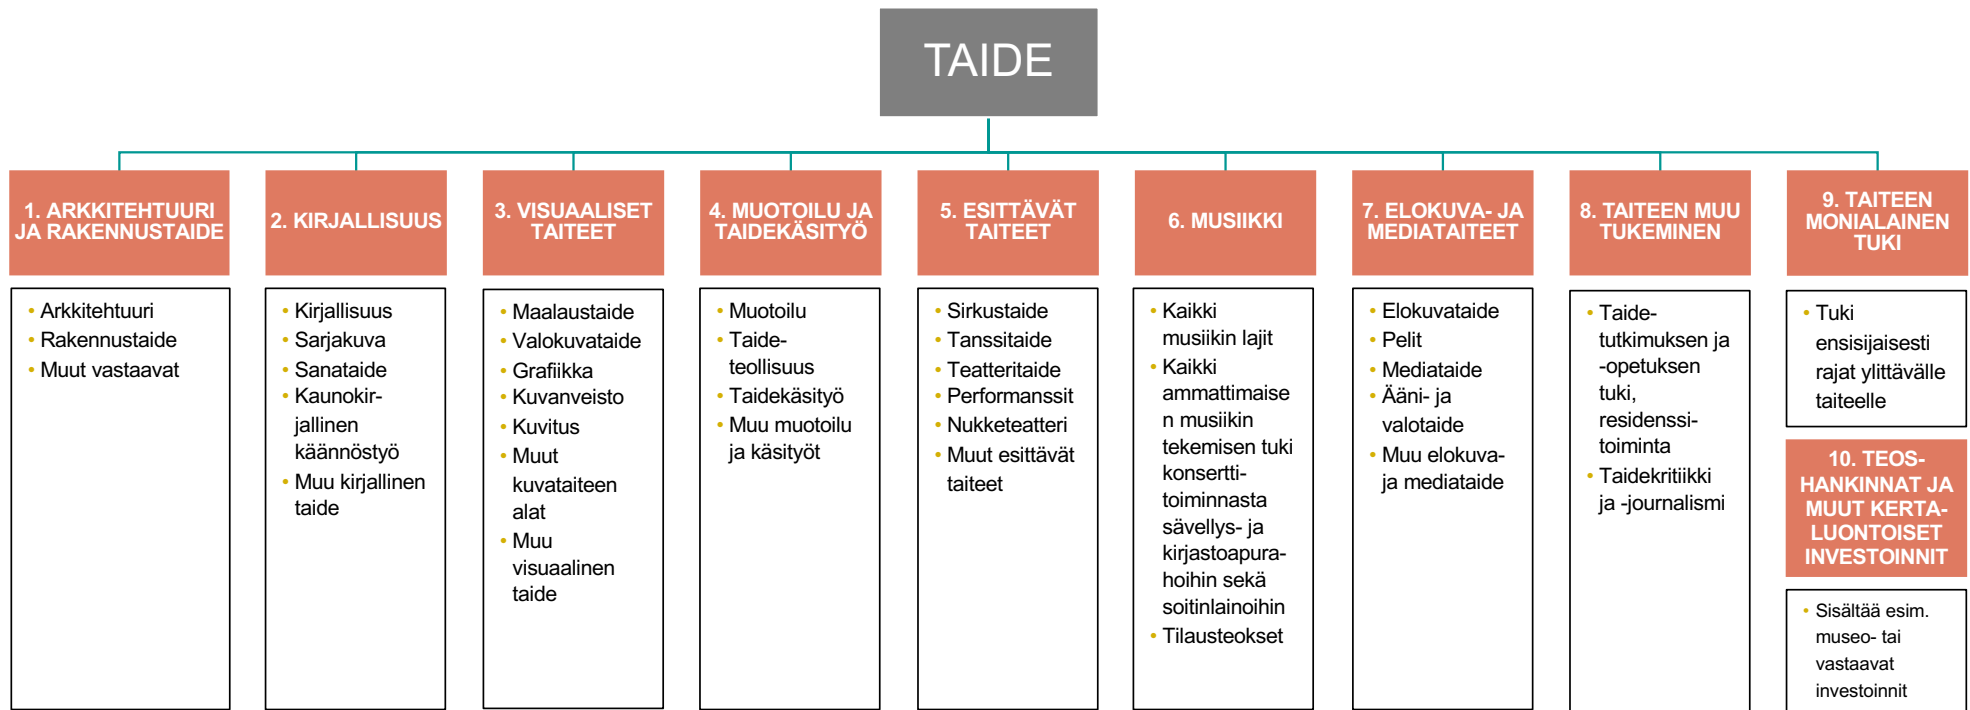 TAIDE
1. ARKKITEHTUURI
JA RAKENNUSTAIDE
• Arkkitehtuuri
• Rakennustaide
• Muut vastaavat
2. KIRJALLISUUS
• Kirjallisuus
• Sarjakuva
• Sanataide
• Kaunokir-
jallinen
käännöstyö
• Muu kirjallinen
taide
3. VISUAALISET
TAITEET
• Maalaustaide
• Valokuvataide
• Grafiikka
• Kuvanveisto
• Kuvitus
• Muut
kuvataiteen
alat
• Muu
visuaalinen
taide
4. MUOTOILU JA
TAIDEKÄSITYÖ
• Muotoilu
• Taide-
teollisuus
• Taidekäsityö
• Muu muotoilu
ja käsityöt
5. ESITTÄVÄT
TAITEET
• Sirkustaide
• Tanssitaide
• Teatteritaide
• Performanssit
• Nukketeatteri
• Muut esittävät
taiteet
6. MUSIIKKI
• Kaikki
musiikin lajit
• Kaikki
ammattimaise
n musiikin
tekemisen tuki
konsertti-
toiminnasta
sävellys- ja
kirjastoapura-
hoihin sekä
soitinlainoihin
• Tilausteokset
7. ELOKUVA- JA
MEDIATAITEET
• Elokuvataide
• Pelit
• Mediataide
• Ääni- ja
valotaide
• Muu elokuva-
ja mediataide
8. TAITEEN MUU
TUKEMINEN
• Taide-
tutkimuksen ja
-opetuksen
tuki,
residenssi-
toiminta
• Taidekritiikki
ja -journalismi
9. TAITEEN
MONIALAINEN
TUKI
• Tuki
ensisijaisesti
rajat ylittävälle
taiteelle
10. TEOS-
HANKINNAT JA
MUUT KERTA-
LUONTOISET
INVESTOINNIT
• Sisältää esim.
museo- tai
vastaavat
investoinnit